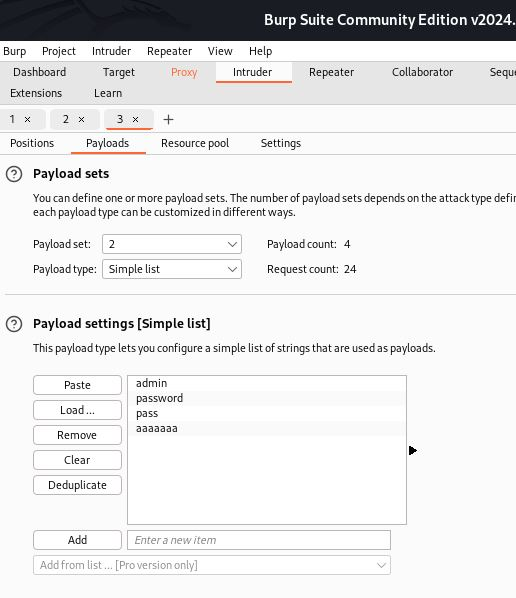 Burp Suite Community Edition v2024.
Burp Project Intruder Repeater View Help
Dashboard Target Proxy Intruder Repeater Collaborator Seque
Extensions Learn
1 × 2 × 3 × +
Positions Payloads Resource pool Settings
? Payload sets
You can define one or more payload sets. The number of payload sets depends on the attack type defin
each payload type can be customized in different ways.
Payload set: 2 Payload count: 4
Payload type: Simple list Request count: 24
? Payload settings [Simple list]
This payload type lets you configure a simple list of strings that are used as payloads.
Paste
Load ...
Remove
Clear
Deduplicate
admin
password
pass
aaaaaaa
Add Enter a new item
Add from list ... [Pro version only]